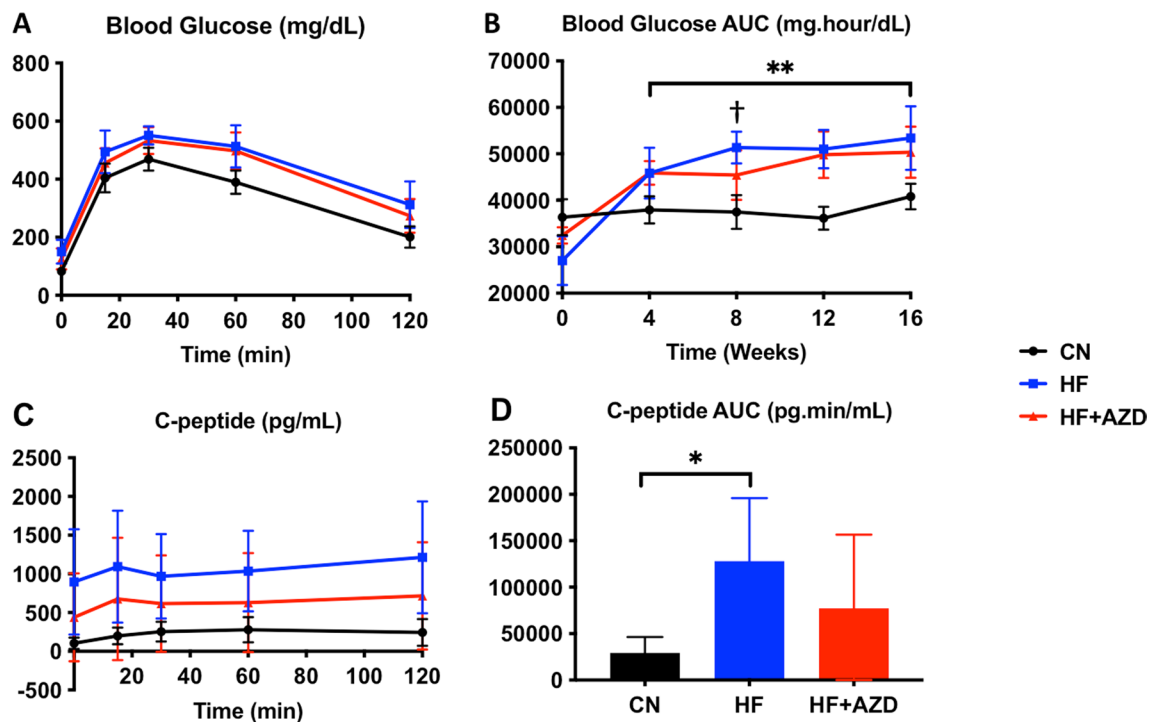 A
Blood Glucose (mg/dL)
800
600
400
200
0
0 20 40 60 80 100 120
Time (min)
B
Blood Glucose AUC (mg.hour/dL)
70000
60000
50000
40000
30000
20000
**
†
0 4 8 12 16
Time (Weeks)
CN
HF
HF+AZD
C
C-peptide (pg/mL)
2500
2000
1500
1000
500
0
-500
20 40 60 80 100 120
Time (min)
D
C-peptide AUC (pg.min/mL)
250000
200000
150000
100000
50000
0
*
CN HF HF+AZD